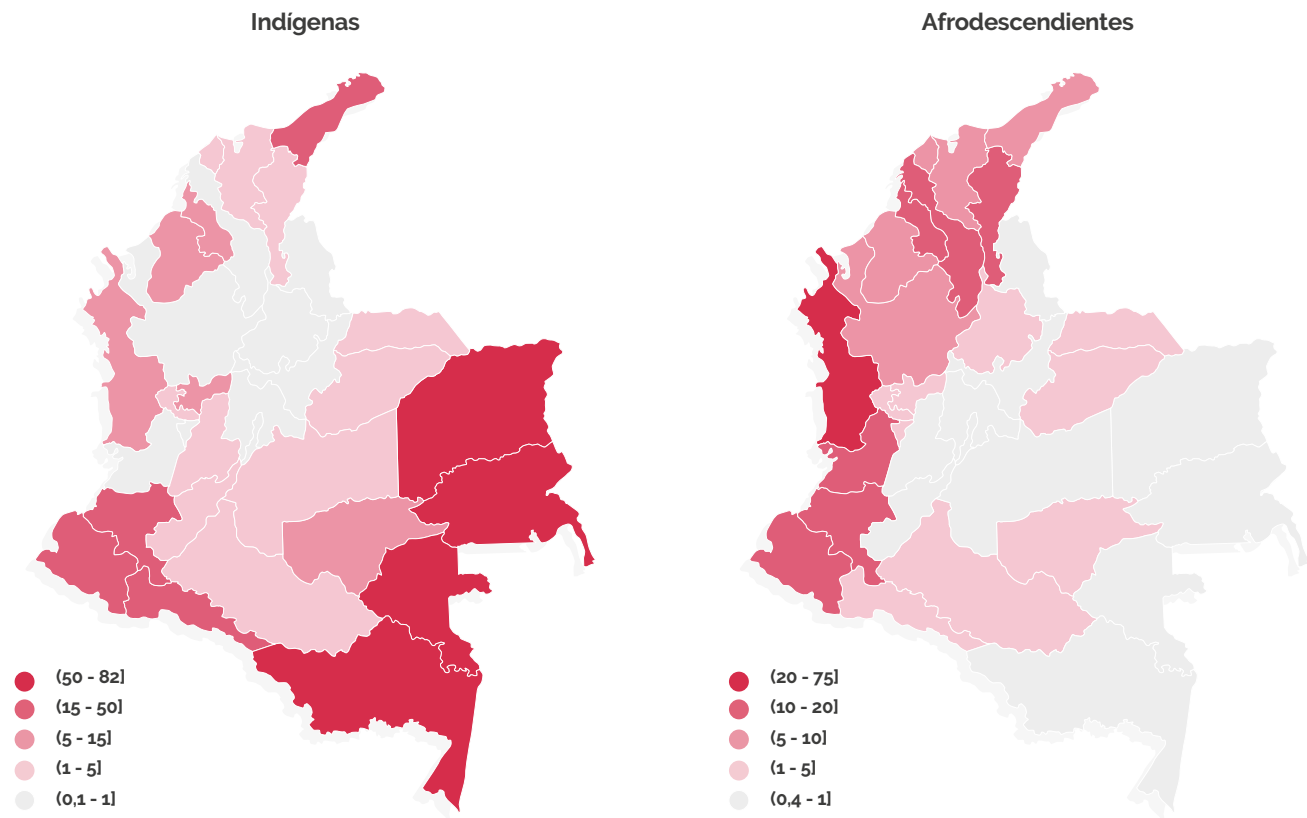 Indígenas
(50 - 82]
(15 - 50]
(5 - 15]
(1 - 5]
(0,1 - 1]
Afrodescendientes
(20 - 75]
(10 - 20]
(5 - 10]
(1 - 5]
(0,4 - 1]